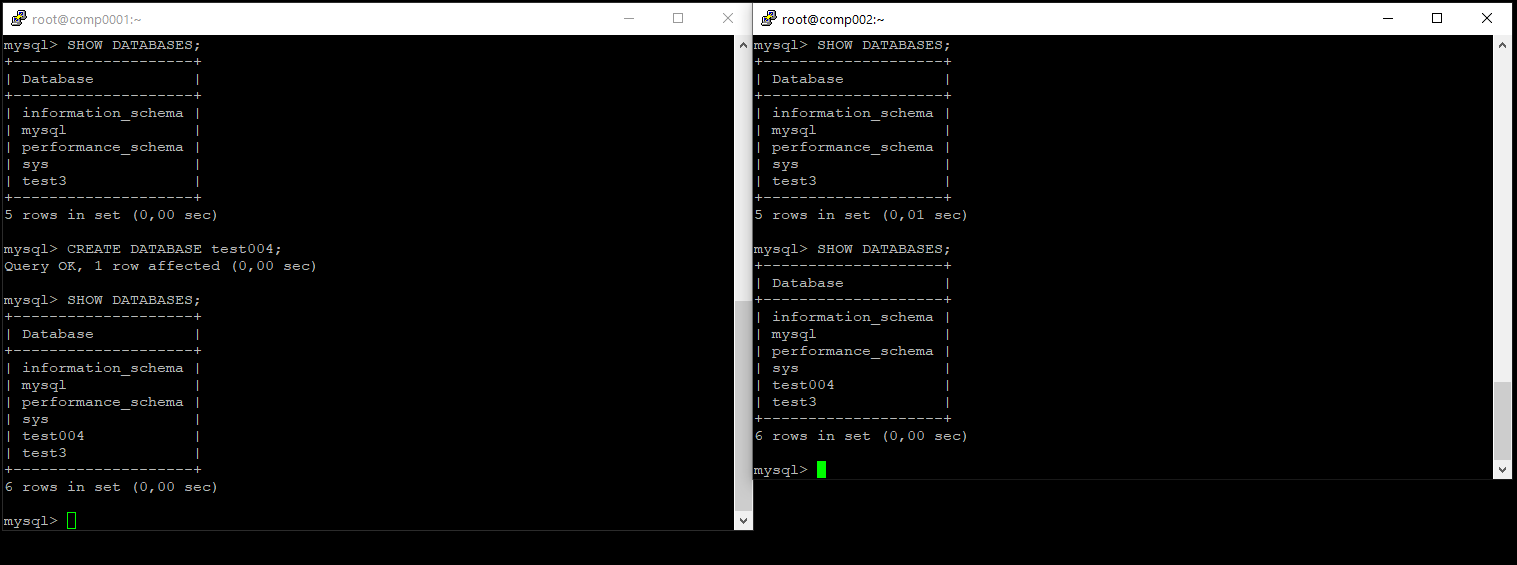 root@comp0001:~
mysql> SHOW DATABASES;
+--------------------+
| Database           |
+--------------------+
| information_schema |
| mysql              |
| performance_schema |
| sys                |
| test3              |
+--------------------+
5 rows in set (0,00 sec)
mysql> CREATE DATABASE test004;
Query OK, 1 row affected (0,00 sec)
mysql> SHOW DATABASES;
+--------------------+
| Database           |
+--------------------+
| information_schema |
| mysql              |
| performance_schema |
| sys                |
| test004            |
| test3              |
+--------------------+
6 rows in set (0,00 sec)
mysql>
root@comp002:~
mysql> SHOW DATABASES;
+--------------------+
| Database           |
+--------------------+
| information_schema |
| mysql              |
| performance_schema |
| sys                |
| test3              |
+--------------------+
5 rows in set (0,01 sec)
mysql> SHOW DATABASES;
+--------------------+
| Database           |
+--------------------+
| information_schema |
| mysql              |
| performance_schema |
| sys                |
| test004            |
| test3              |
+--------------------+
6 rows in set (0,00 sec)
mysql>